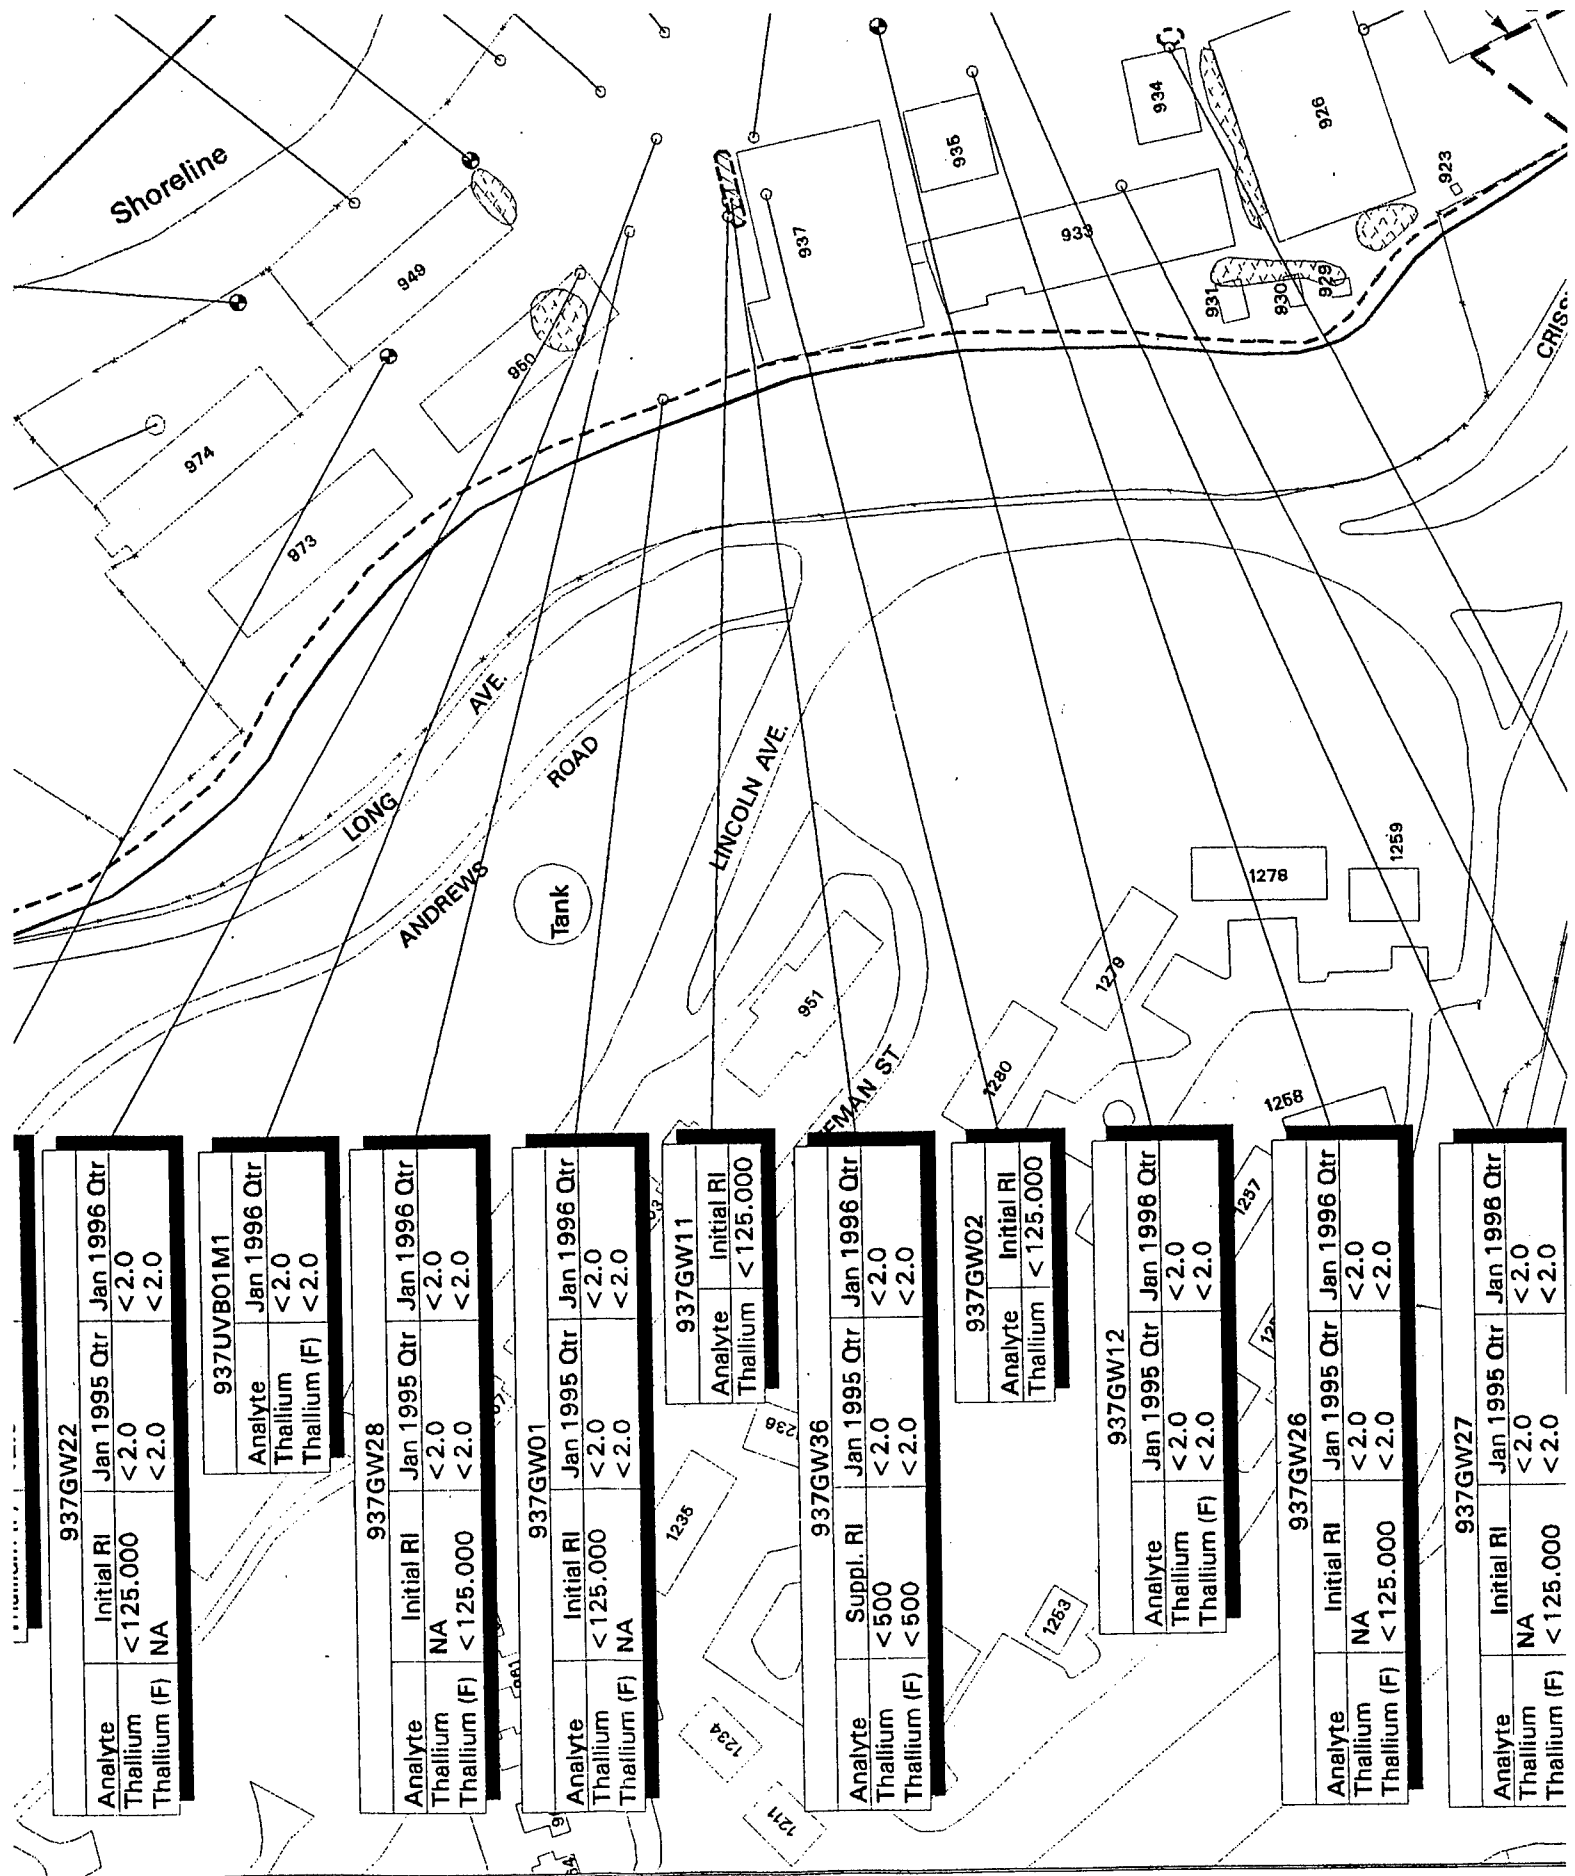 Shoreline
949
950
974
973
937
935
933
934
926
923
931
930
929
CRIS
LONG AVE.
ANDREWS ROAD
LINCOLN AVE.
Tank
951
1278
1259
1279
1280
1258
1257
1235
1234
1211
1253
1238
EMAN ST
937GW22
Analyte Initial RI Jan 1995 Qtr Jan 1996 Qtr
Thallium <125.000 <2.0 <2.0
Thallium (F) NA <2.0 <2.0
937UVB01M1
Analyte Jan 1996 Qtr
Thallium <2.0
Thallium (F) <2.0
937GW28
Analyte Initial RI Jan 1995 Qtr Jan 1996 Qtr
Thallium NA <2.0 <2.0
Thallium (F) <125.000 <2.0 <2.0
937GW01
Analyte Initial RI Jan 1995 Qtr Jan 1996 Qtr
Thallium <125.000 <2.0 <2.0
Thallium (F) NA <2.0 <2.0
937GW11
Analyte Initial RI
Thallium <125.000
937GW36
Analyte Suppl. RI Jan 1995 Qtr Jan 1996 Qtr
Thallium <500 <2.0 <2.0
Thallium (F) <500 <2.0 <2.0
937GW02
Analyte Initial RI
Thallium <125.000
937GW12
Analyte Jan 1995 Qtr Jan 1996 Qtr
Thallium <2.0 <2.0
Thallium (F) <2.0 <2.0
937GW26
Analyte Initial RI Jan 1995 Qtr Jan 1996 Qtr
Thallium NA <2.0 <2.0
Thallium (F) <125.000 <2.0 <2.0
937GW27
Analyte Initial RI Jan 1995 Qtr Jan 1996 Qtr
Thallium NA <2.0 <2.0
Thallium (F) <125.000 <2.0 <2.0